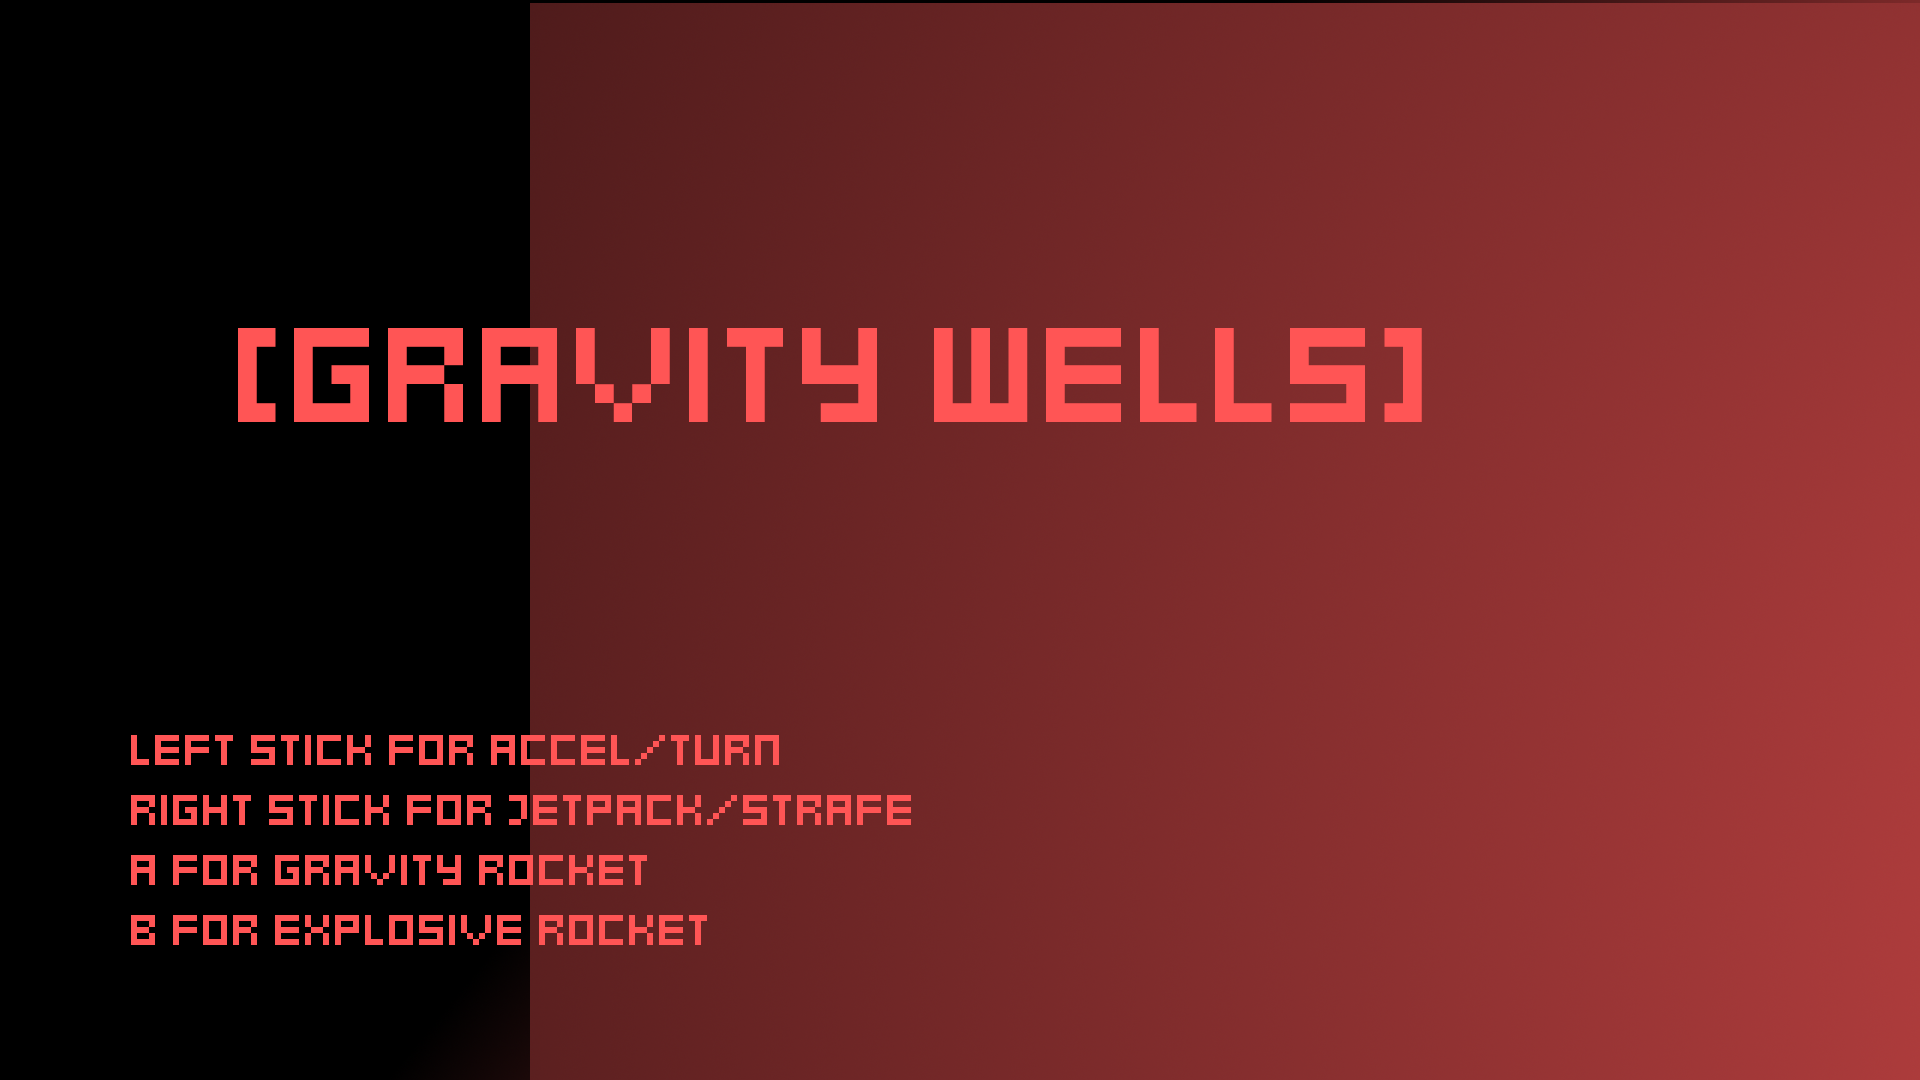 [GRAVITY WELLS]
LEFT STICK FOR ACCEL/TURN
RIGHT STICK FOR JETPACK/STRAFE
A FOR GRAVITY ROCKET
B FOR EXPLOSIVE ROCKET